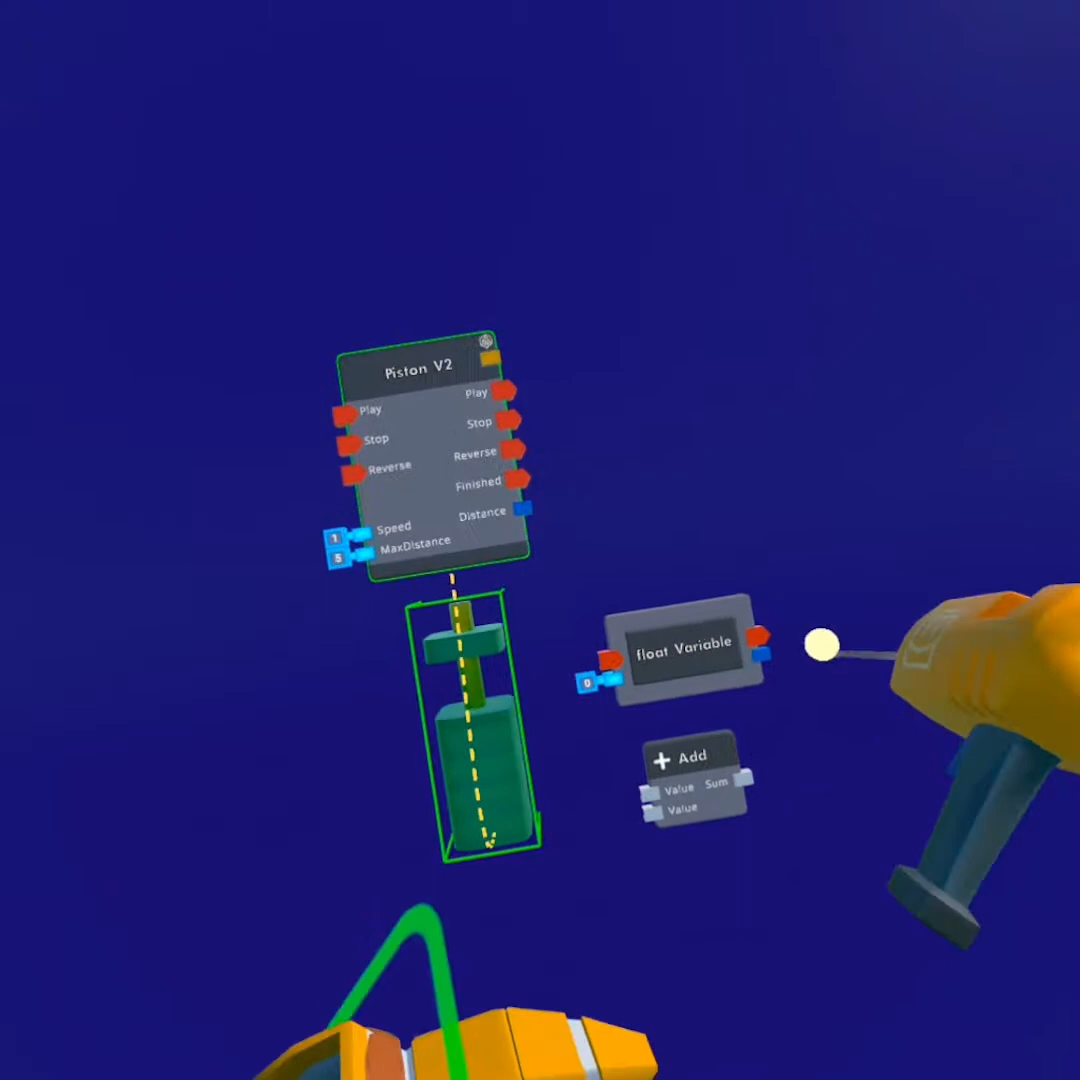 Piston V2
Play
Play
Stop
Stop
Reverse
Reverse
Finished
Distance
1 Speed
5 MaxDistance
float Variable
0
+ Add
Value Sum
Value